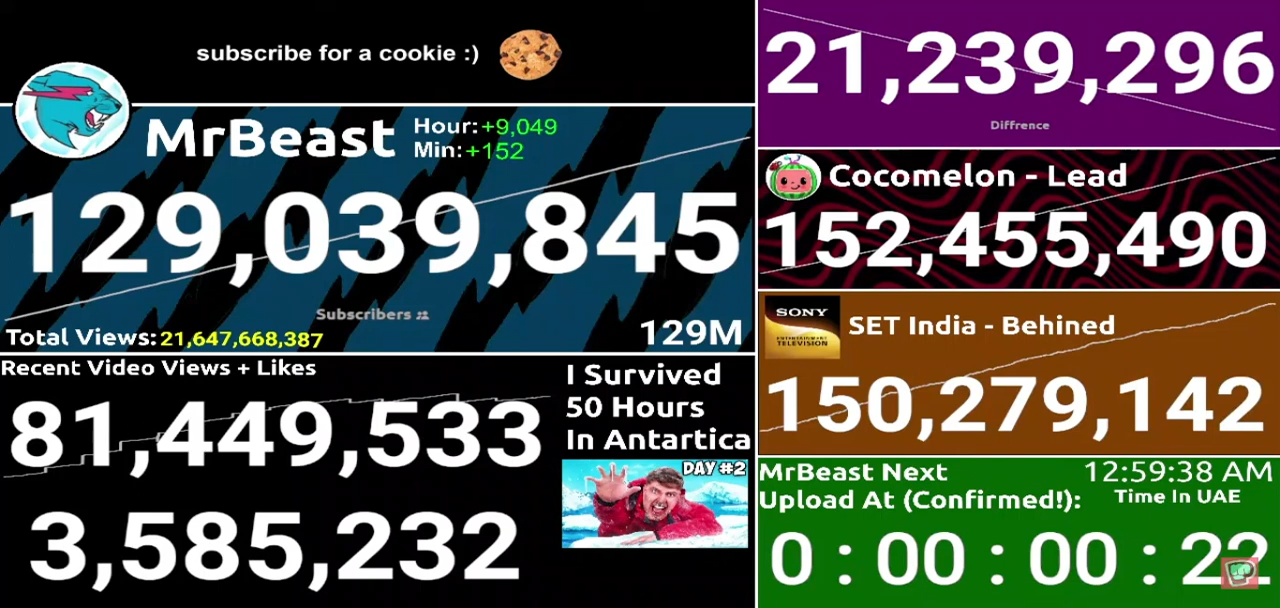 subscribe for a cookie :)
MrBeast
Hour:+9,049
Min:+152
129,039,845
Subscribers
Total Views: 21,647,668,387
129M
Recent Video Views + Likes
81,449,533
3,585,232
I Survived
50 Hours
In Antartica
DAY #2
21,239,296
Diffrence
Cocomelon - Lead
152,455,490
SONY
ENTERTAINMENT
TELEVISION
SET India - Behined
150,279,142
MrBeast Next
Upload At (Confirmed!):
12:59:38 AM
Time In UAE
0 : 00 : 00 : 22